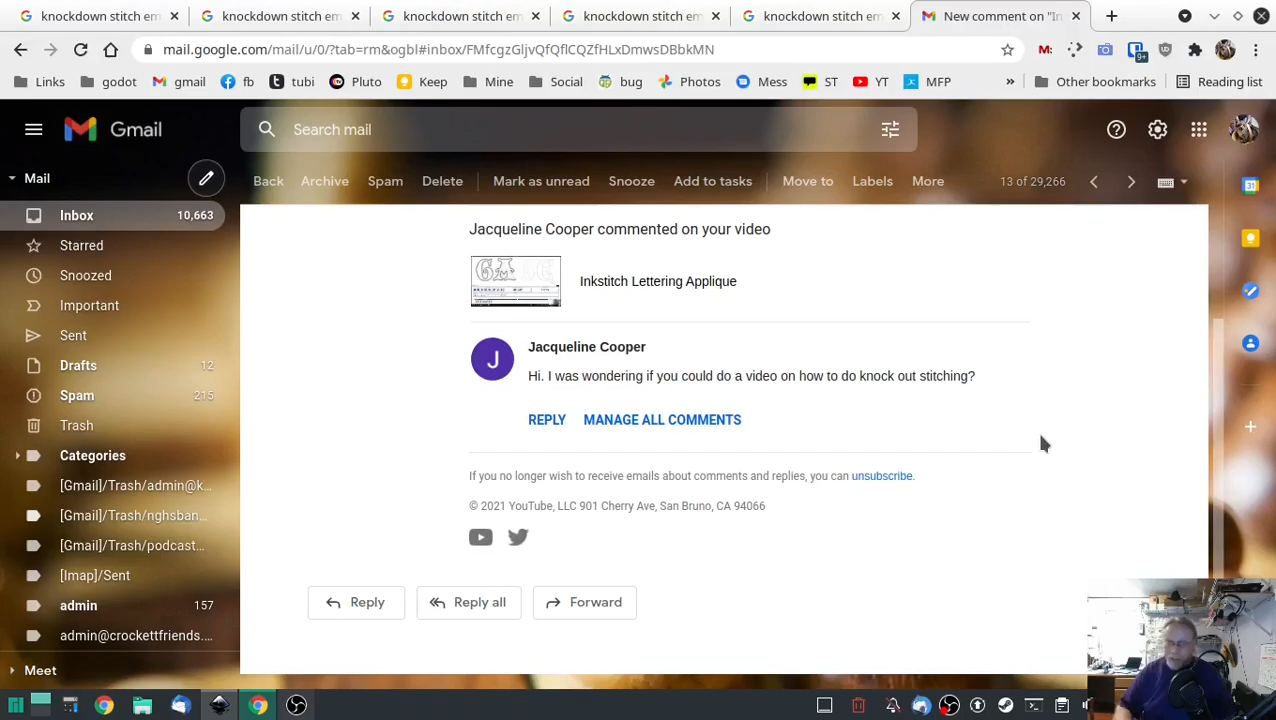 knockdown stitch em
knockdown stitch em
knockdown stitch em
knockdown stitch em
knockdown stitch em
New comment on "In
mail.google.com/mail/u/0/?tab=rm&ogbl#inbox/FMfcgzGljvQfQflCQZfHLxDmwsDBbkMN
9+
Links
godot
gmail
fb
tubi
Pluto
Keep
Mine
Social
bug
Photos
Mess
ST
YT
MFP
»
Other bookmarks
Reading list
Gmail
Search mail
Mail
Back
Archive
Spam
Delete
Mark as unread
Snooze
Add to tasks
Move to
Labels
More
13 of 29,266
Inbox 10,663
Starred
Snoozed
Important
Sent
Drafts 12
Spam 215
Trash
Categories
[Gmail]/Trash/admin@k...
[Gmail]/Trash/nghsban...
[Gmail]/Trash/podcast...
[Imap]/Sent
admin 157
admin@crockettfriends....
Meet
Jacqueline Cooper commented on your video
Inkstitch Lettering Applique
J
Jacqueline Cooper
Hi. I was wondering if you could do a video on how to do knock out stitching?
REPLY MANAGE ALL COMMENTS
If you no longer wish to receive emails about comments and replies, you can unsubscribe.
© 2021 YouTube, LLC 901 Cherry Ave, San Bruno, CA 94066
Reply
Reply all
Forward